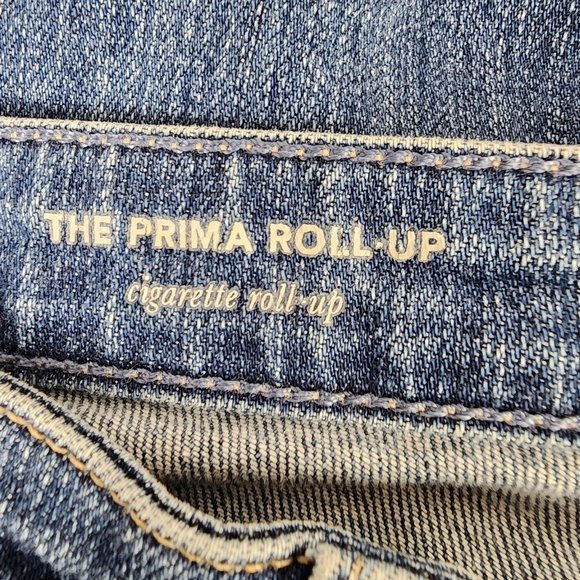 THE PRIMA ROLL-UP
cigarette roll-up